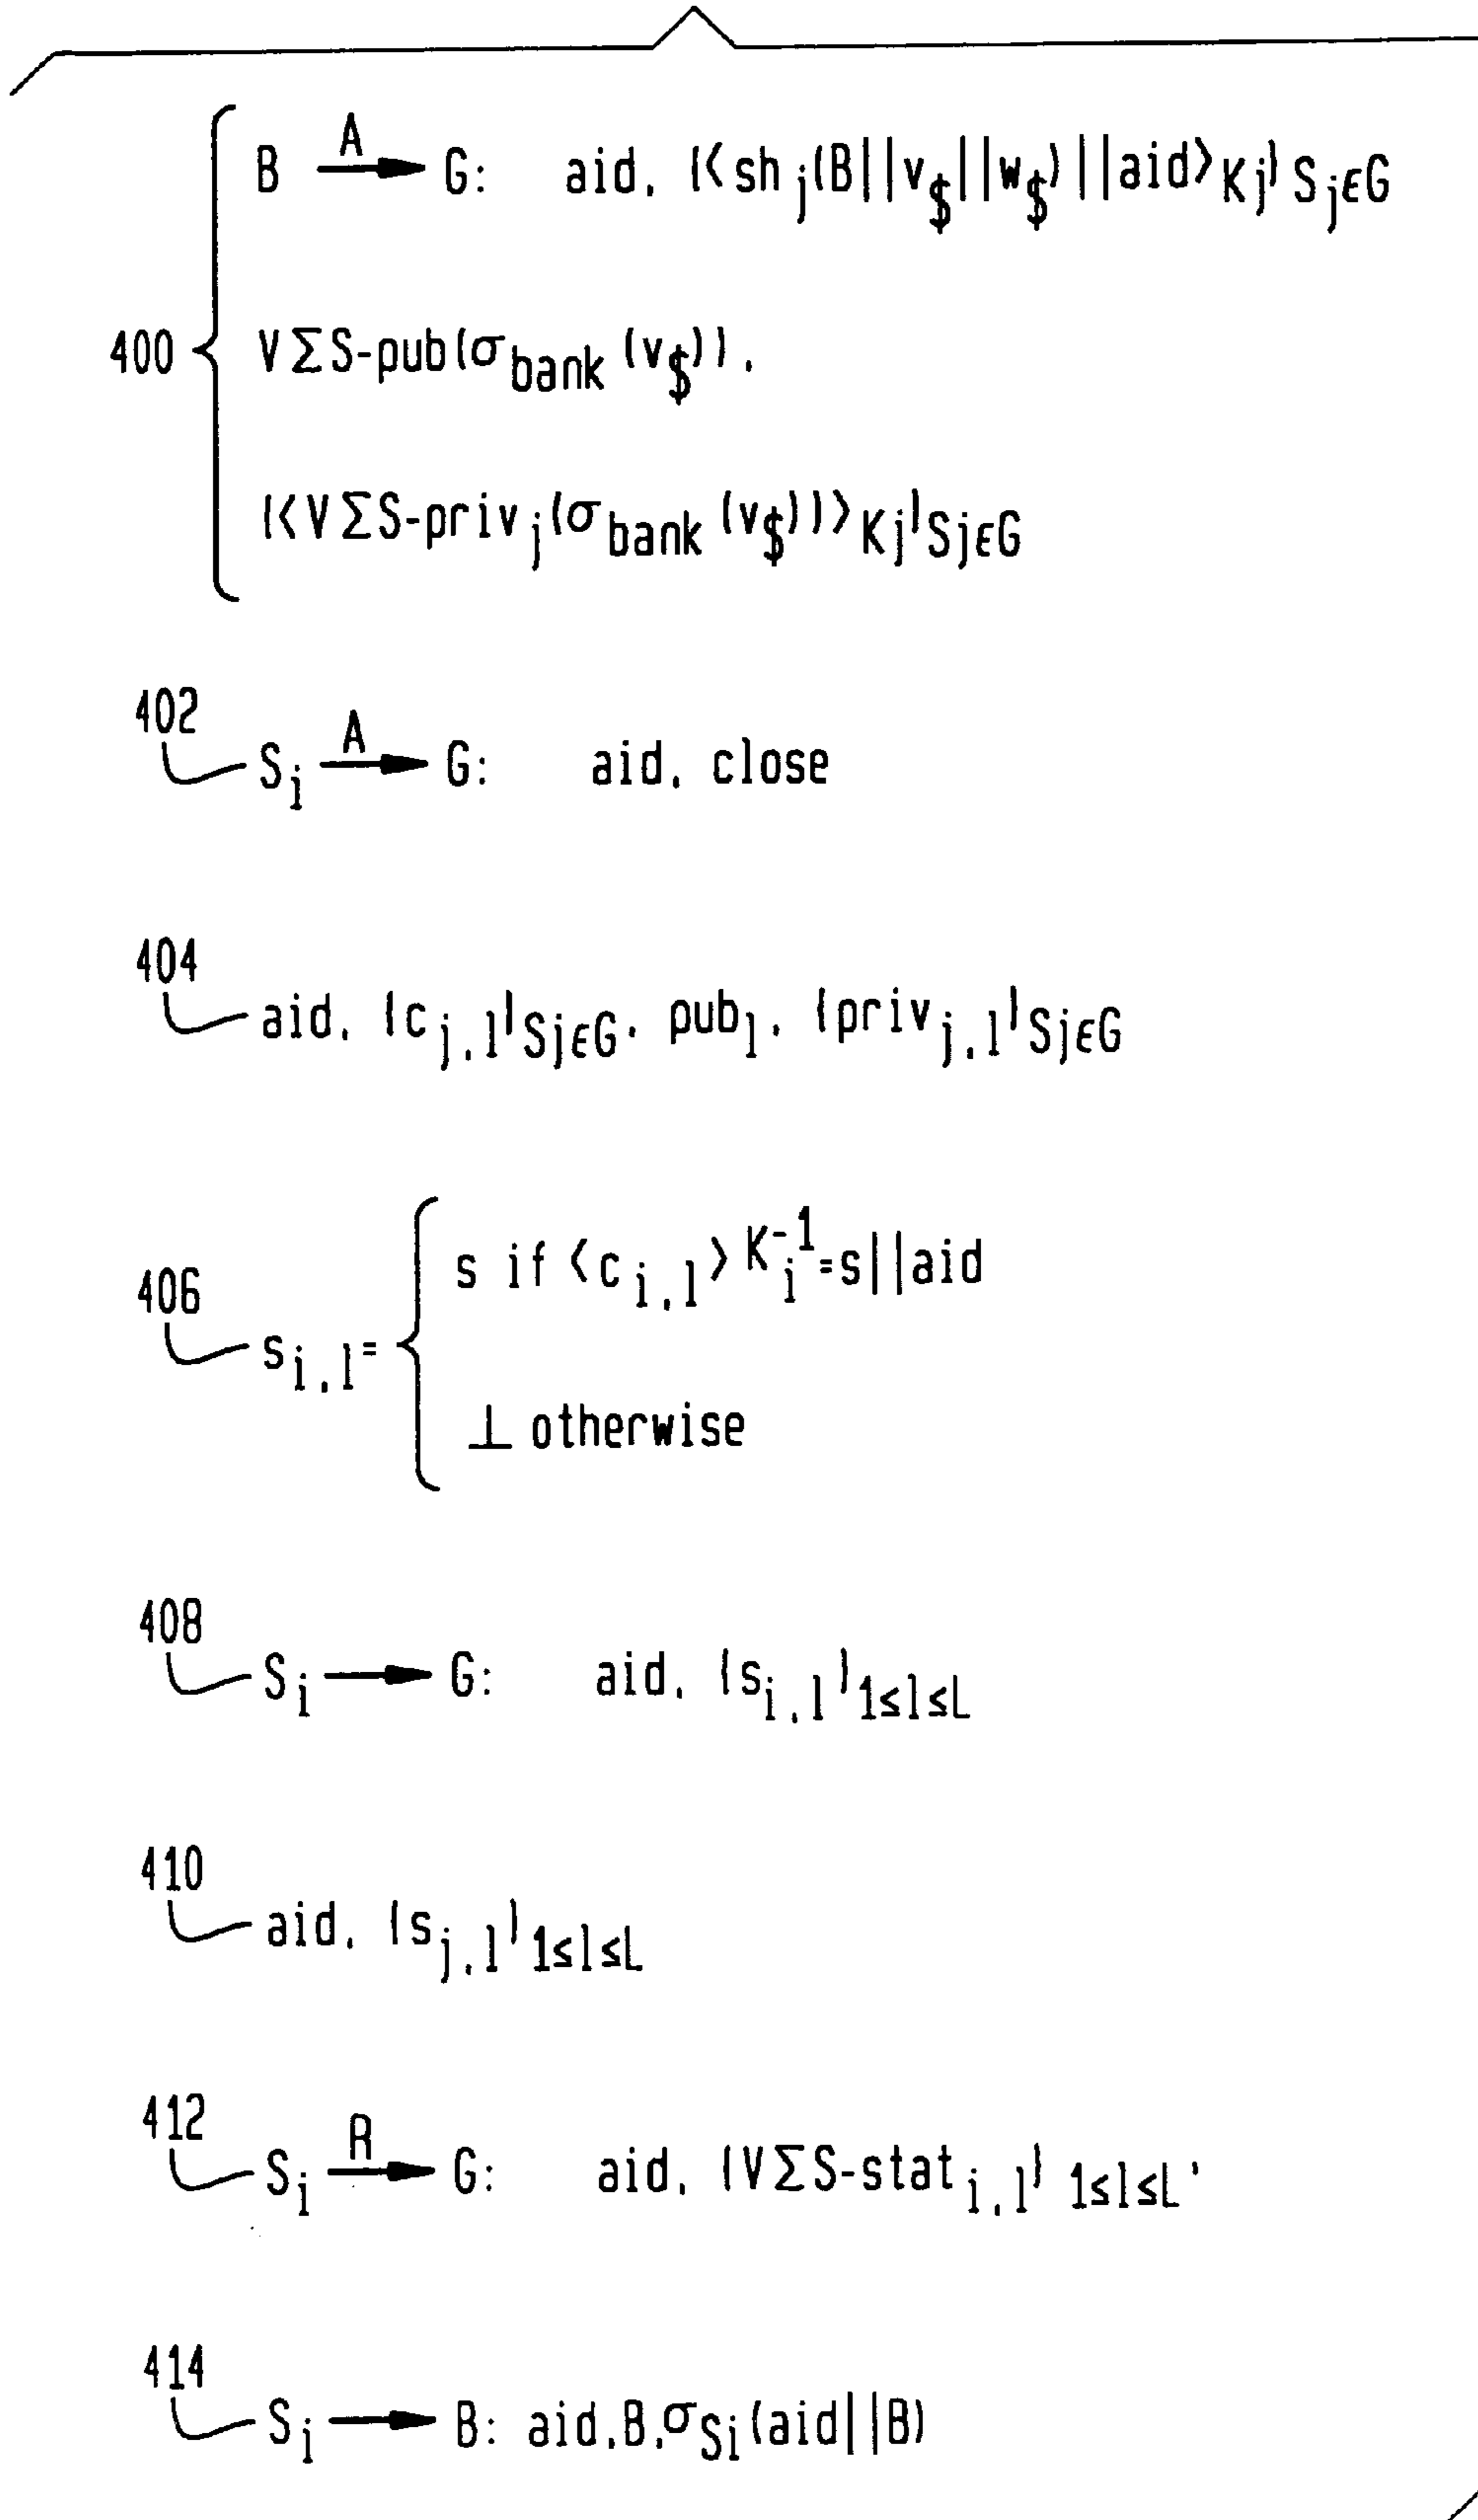 B A→ G: aid, {⟨sh_j(B||v_$||w_$)||aid⟩_Kj}_SjεG
400 VΣS-pub(σ_bank(v_$)),
{⟨VΣS-priv_j(σ_bank(v_$))⟩_Kj}_SjεG
402
S_i A→ G: aid, close
404
aid, {c_j,l}_SjεG, pub_l, {priv_j,l}_SjεG
s if ⟨c_i,l⟩K_i^-1=s||aid
406
s_i,l=
⊥ otherwise
408
S_i → G: aid, {s_i,l}_1≤l≤L
410
aid, {s_j,l}_1≤l≤L
412
S_i R→ G: aid, {VΣS-stat_i,l}_1≤l≤L'
414
S_i → B: aid,B,σ_Si(aid||B)